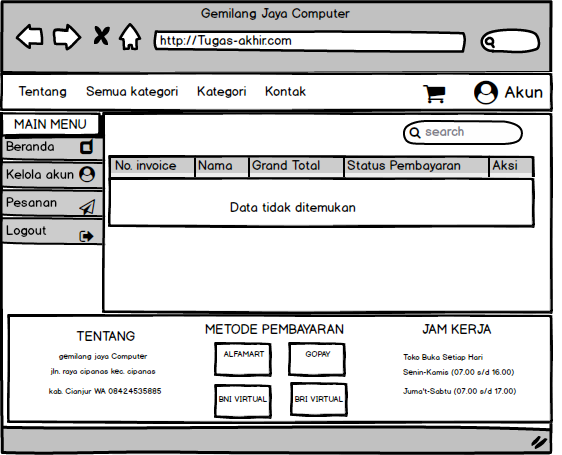 Gemilang Jaya Computer
http://Tugas-akhir.com
Tentang Semua kategori Kategori Kontak Akun
MAIN MENU
Beranda
Kelola akun
Pesanan
Logout
search
No. invoice Nama Grand Total Status Pembayaran Aksi
Data tidak ditemukan
TENTANG
gemilang jaya Computer
jln. raya cipanas kec. cipanas
kab. Cianjur WA 08424535885
METODE PEMBAYARAN
ALFAMART GOPAY
BNI VIRTUAL BRI VIRTUAL
JAM KERJA
Toko Buka Setiap Hari
Senin-Kamis (07.00 s/d 16.00)
Juma't-Sabtu (07.00 s/d 17.00)